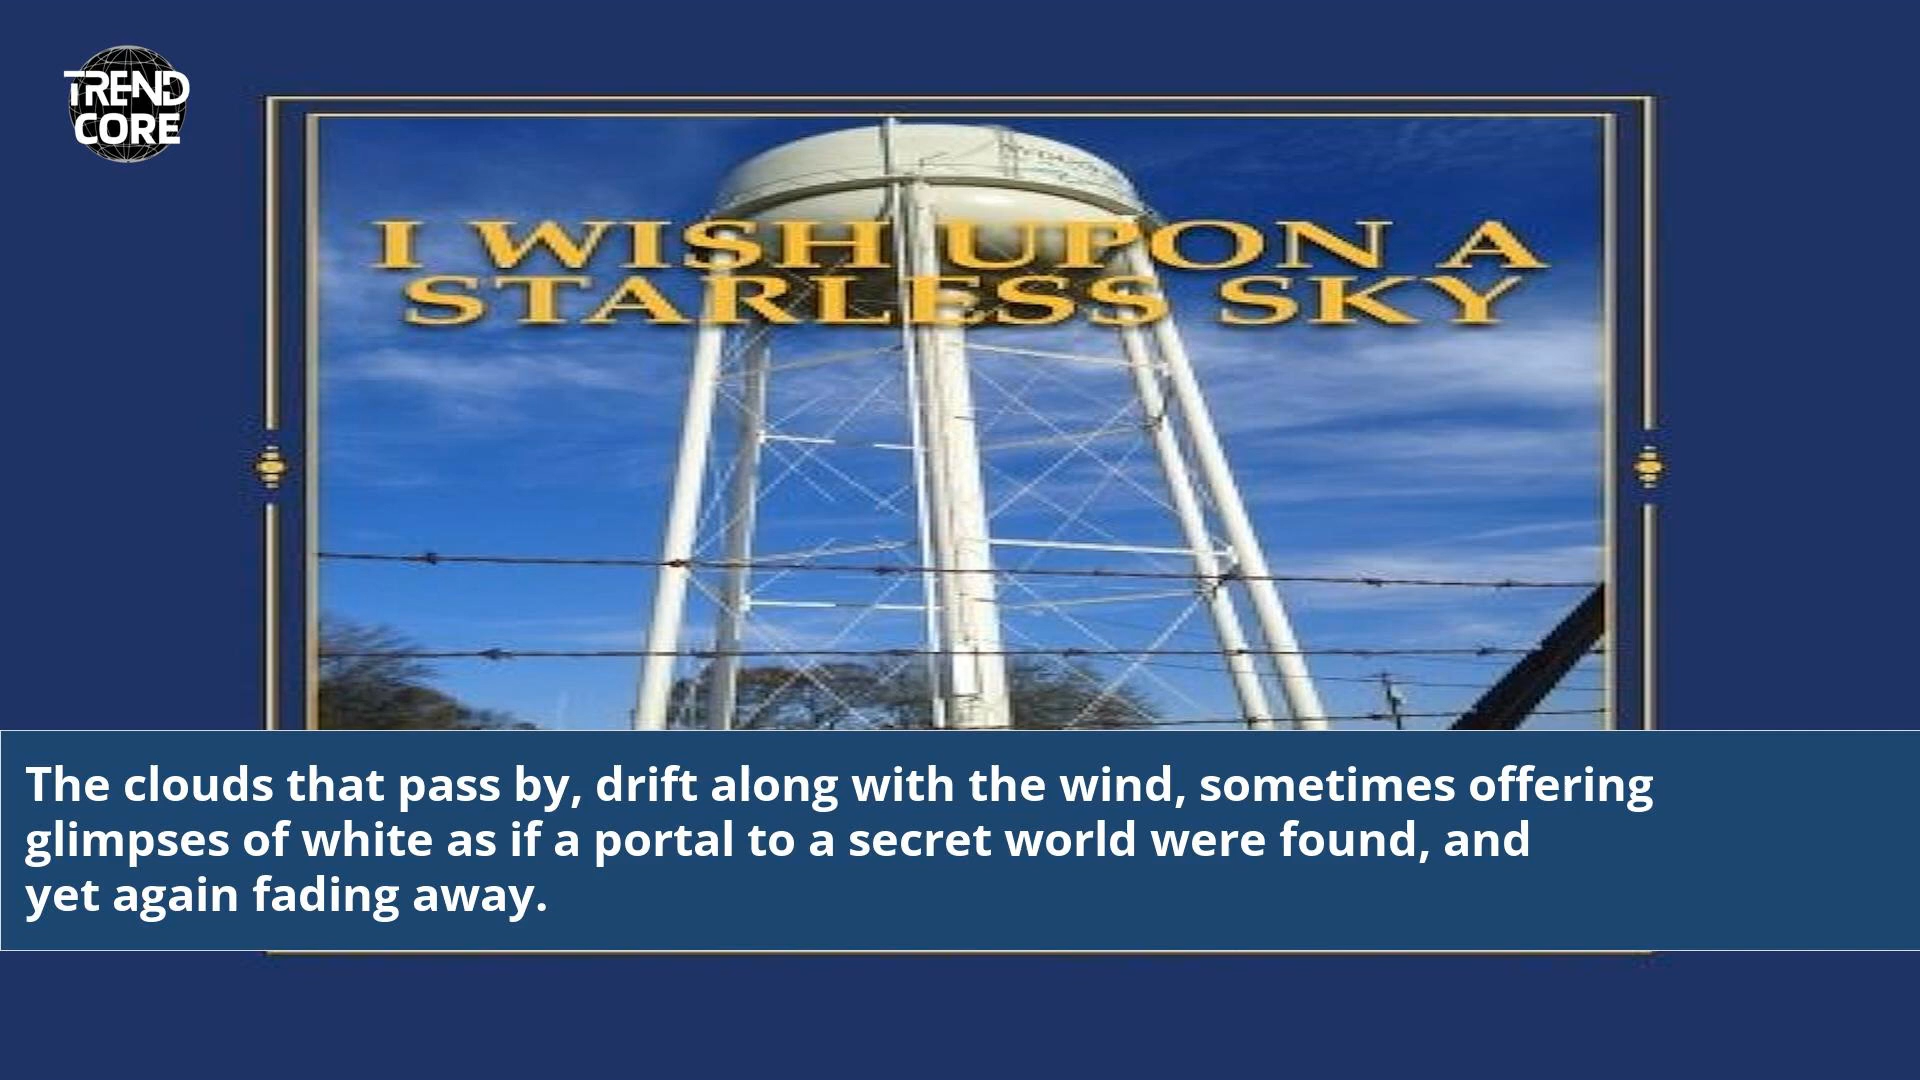 TREND
CORE
I WISH UPON A
STARLESS SKY
The clouds that pass by, drift along with the wind, sometimes offering
glimpses of white as if a portal to a secret world were found, and
yet again fading away.